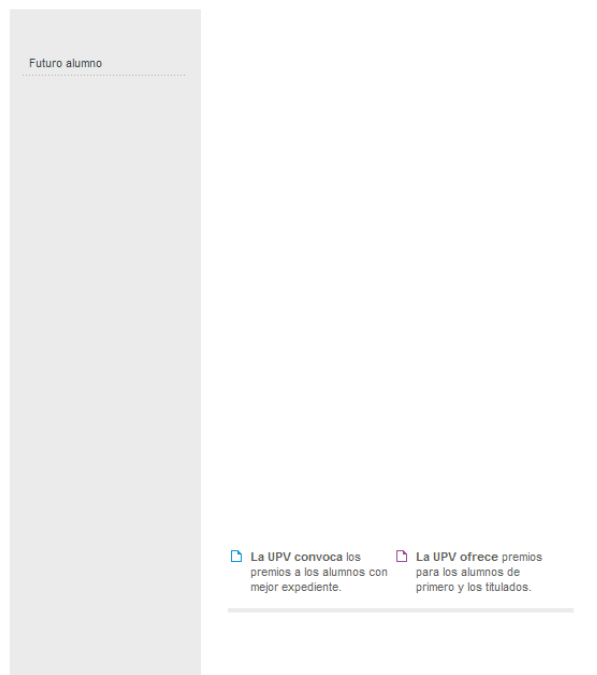 Futuro alumno
La UPV convoca los
premios a los alumnos con
mejor expediente.
La UPV ofrece premios
para los alumnos de
primero y los titulados.